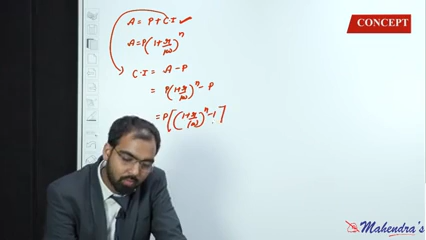 A = P + C.I ✓
A = P(1 + r/100)^n
C.I = A - P
= P(1 + r/100)^n - P
= P[(1 + r/100)^n - 1]
CONCEPT
Mahendra's